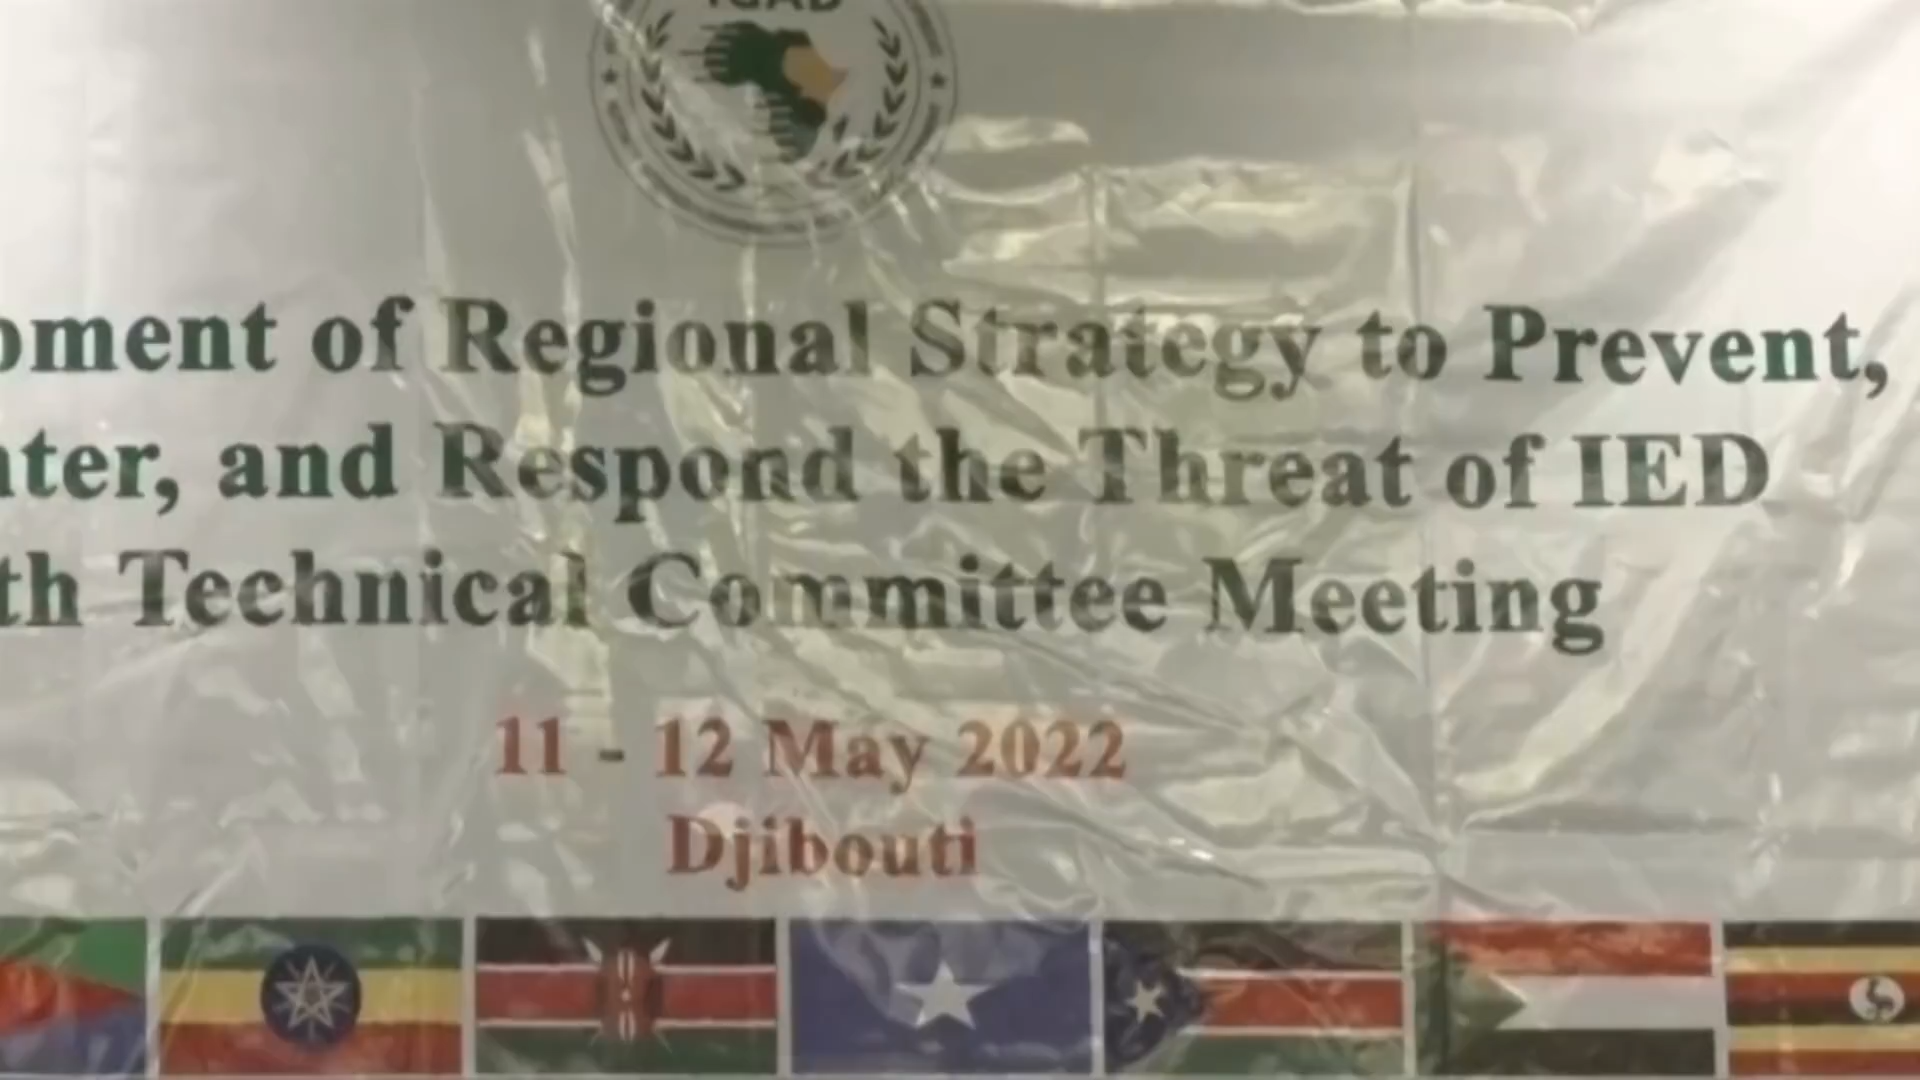 IGAD
pment of Regional Strategy to Prevent,
nter, and Respond the Threat of IED
th Technical Committee Meeting
11 - 12 May 2022
Djibouti